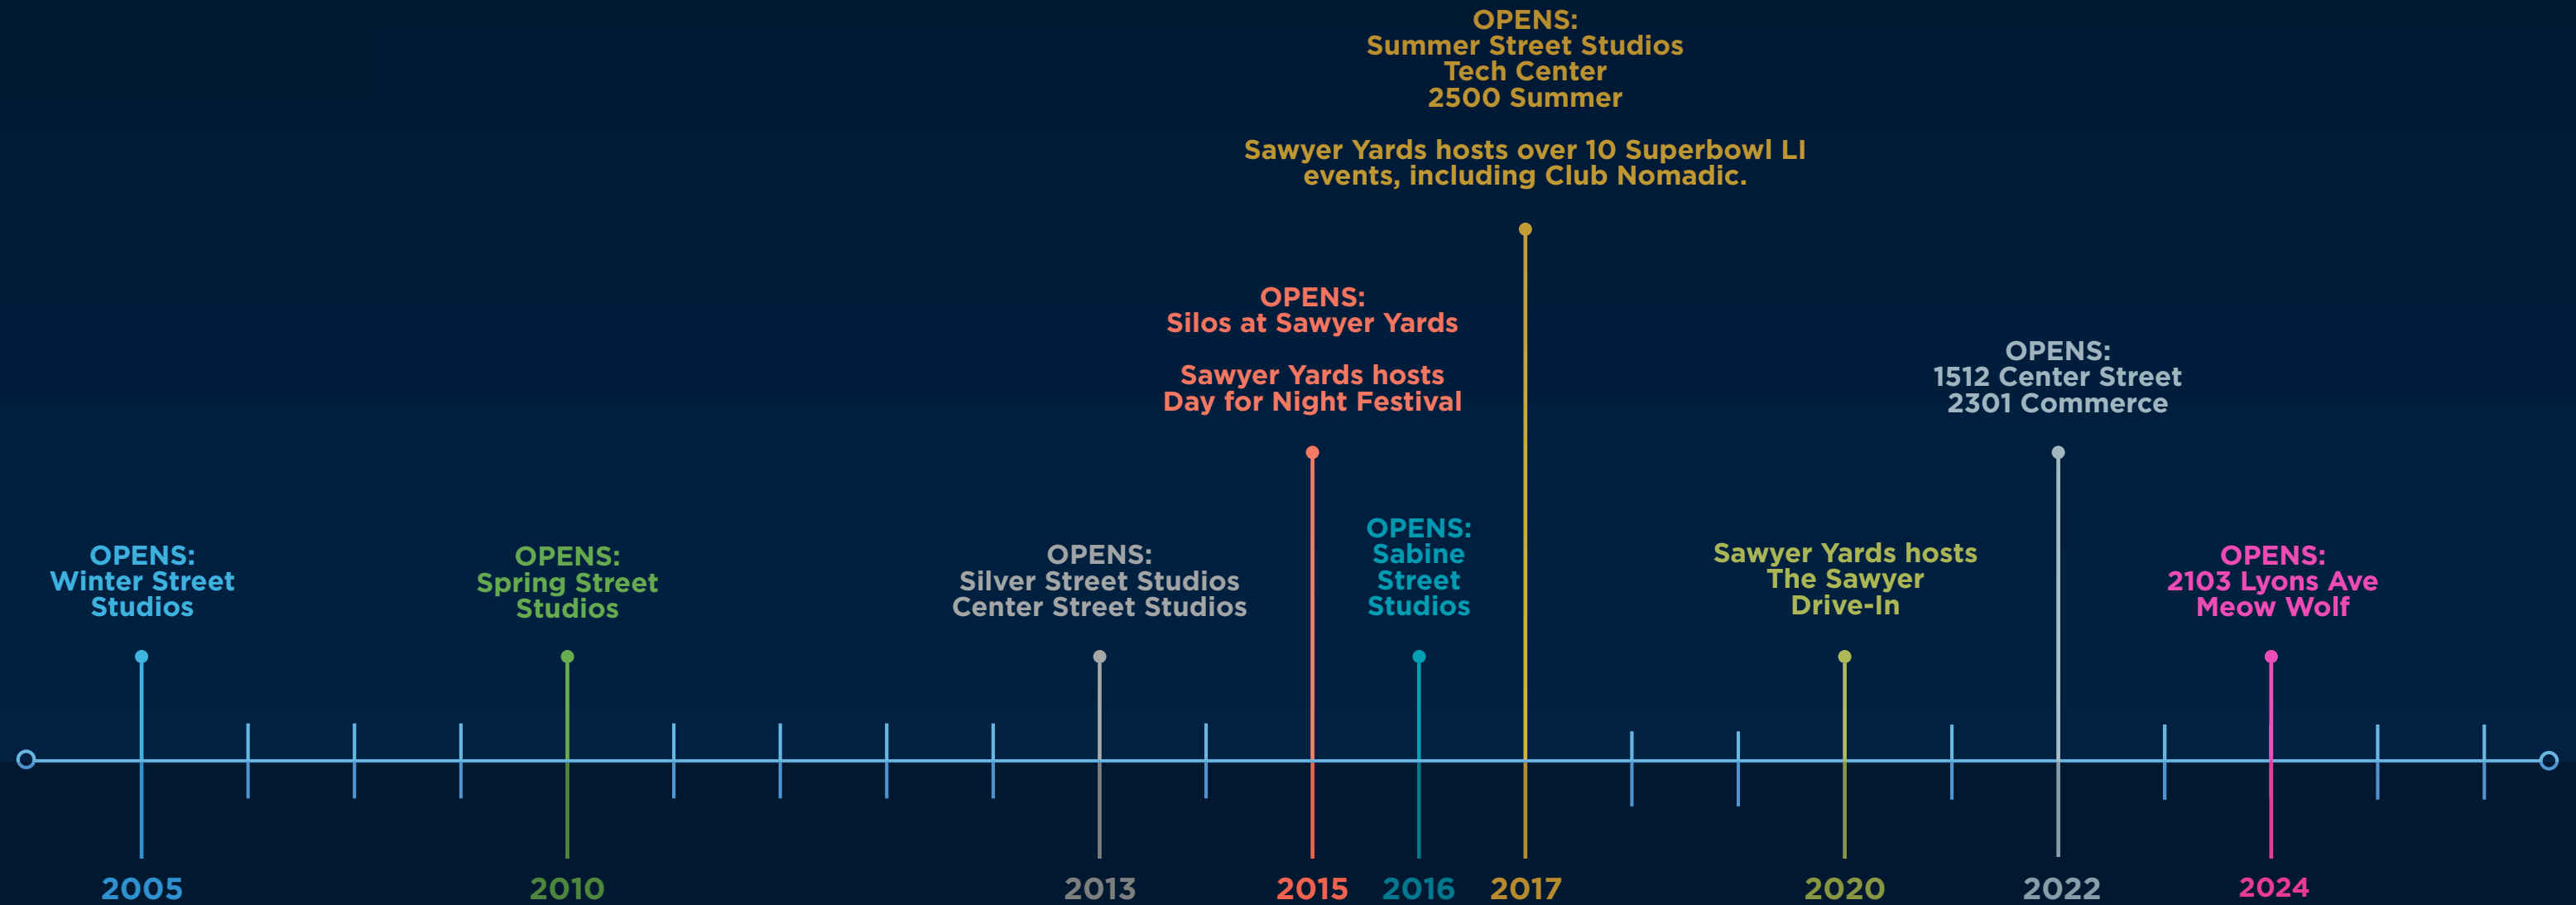 OPENS:
Winter Street
Studios
2005
OPENS:
Spring Street
Studios
2010
OPENS:
Silver Street Studios
Center Street Studios
2013
OPENS:
Silos at Sawyer Yards
Sawyer Yards hosts
Day for Night Festival
2015
OPENS:
Sabine
Street
Studios
2016
OPENS:
Summer Street Studios
Tech Center
2500 Summer
Sawyer Yards hosts over 10 Superbowl LI
events, including Club Nomadic.
2017
Sawyer Yards hosts
The Sawyer
Drive-In
2020
OPENS:
1512 Center Street
2301 Commerce
2022
OPENS:
2103 Lyons Ave
Meow Wolf
2024